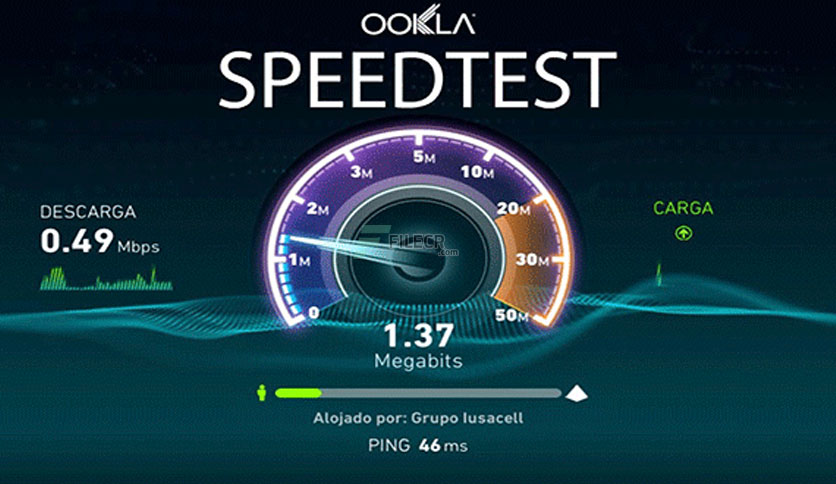 OOKLA
SPEEDTEST
DESCARGA
0.49 Mbps
CARGA
0
1M
2M
3M
5M
10M
20M
30M
50M
FILECR
.com
1.37
Megabits
Alojado por: Grupo Iusacell
PING 46 ms